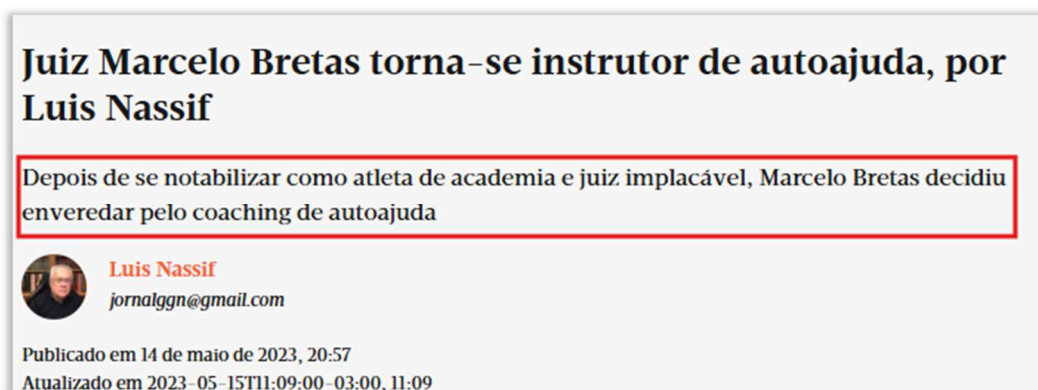 Juiz Marcelo Bretas torna-se instrutor de autoajuda, por
Luis Nassif
Depois de se notabilizar como atleta de academia e juiz implacável, Marcelo Bretas decidiu
enveredar pelo coaching de autoajuda
Luis Nassif
jornalggn@gmail.com
Publicado em 14 de maio de 2023, 20:57
Atualizado em 2023-05-15T11:09:00-03:00, 11:09